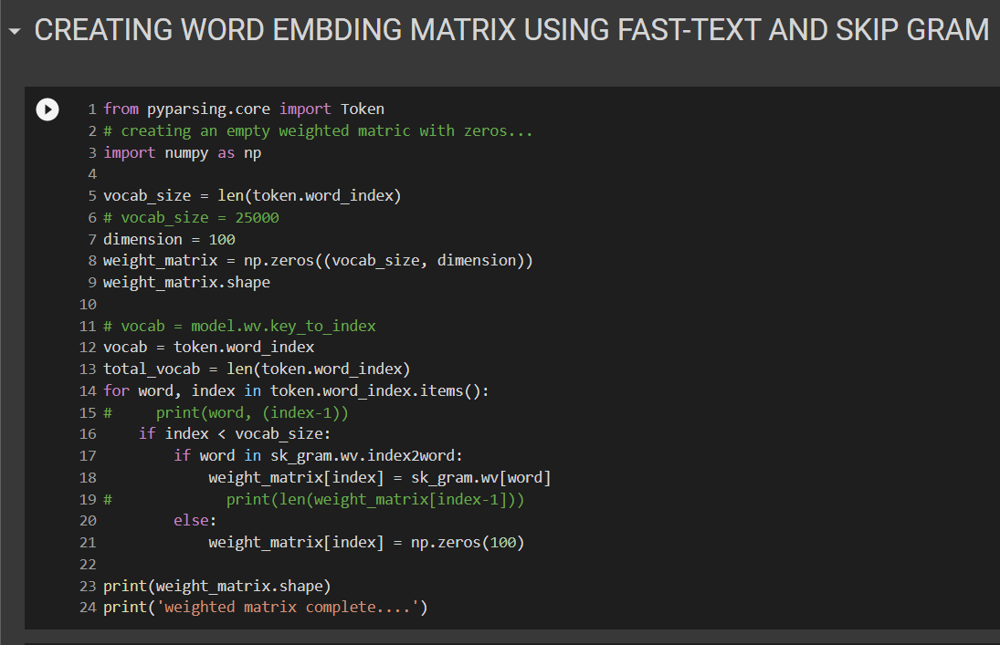 CREATING WORD EMBDING MATRIX USING FAST-TEXT AND SKIP GRAM
1 from pyparsing.core import Token
2 # creating an empty weighted matric with zeros...
3 import numpy as np
4
5 vocab_size = len(token.word_index)
6 # vocab_size = 25000
7 dimension = 100
8 weight_matrix = np.zeros((vocab_size, dimension))
9 weight_matrix.shape
10
11 # vocab = model.wv.key_to_index
12 vocab = token.word_index
13 total_vocab = len(token.word_index)
14 for word, index in token.word_index.items():
15 #     print(word, (index-1))
16     if index < vocab_size:
17         if word in sk_gram.wv.index2word:
18             weight_matrix[index] = sk_gram.wv[word]
19 #             print(len(weight_matrix[index-1]))
20         else:
21             weight_matrix[index] = np.zeros(100)
22
23 print(weight_matrix.shape)
24 print('weighted matrix complete....')